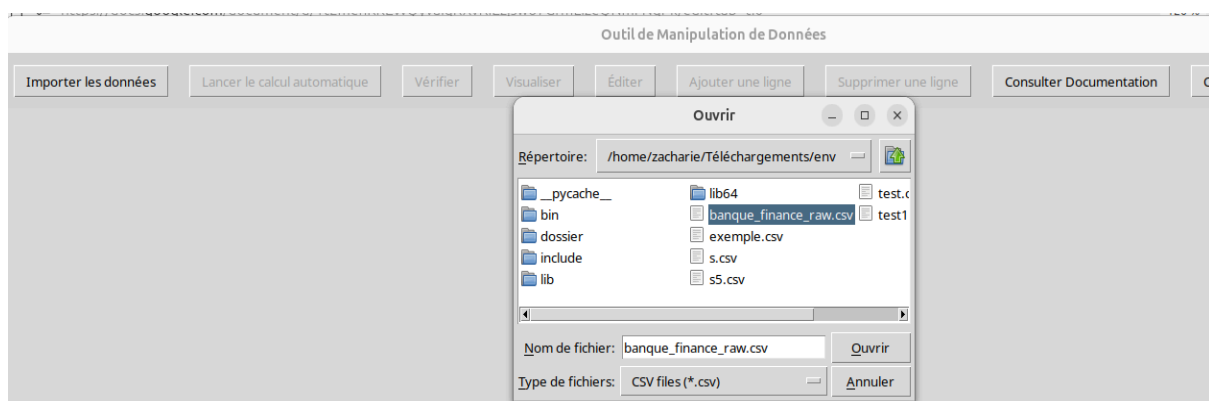 Outil de Manipulation de Données
Importer les données Lancer le calcul automatique Vérifier Visualiser Éditer Ajouter une ligne Supprimer une ligne Consulter Documentation
Ouvrir
Répertoire: /home/zacharie/Téléchargements/env
__pycache__ lib64
bin banque_finance_raw.csv test1
dossier exemple.csv
include s.csv
lib s5.csv
Nom de fichier: banque_finance_raw.csv Ouvrir
Type de fichiers: CSV files (*.csv) Annuler